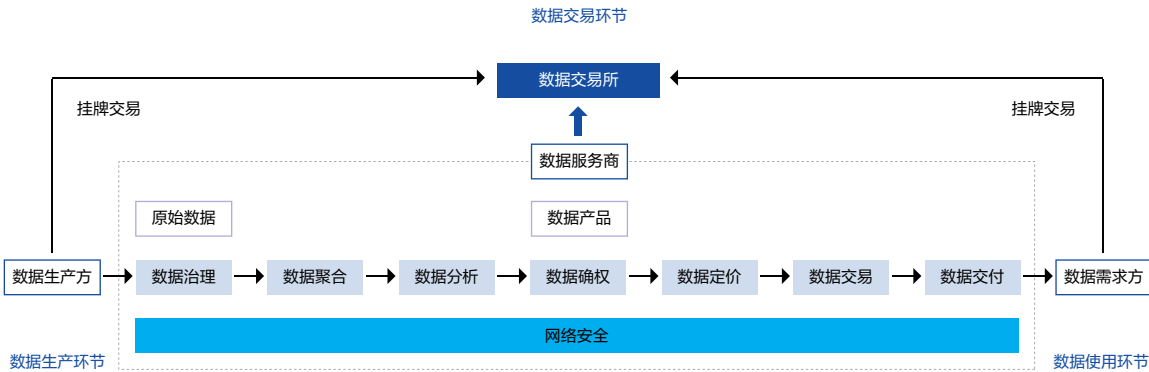 数据交易环节
数据交易所
挂牌交易
挂牌交易
数据服务商
原始数据
数据产品
数据生产方
数据治理
数据聚合
数据分析
数据确权
数据定价
数据交易
数据交付
数据需求方
网络安全
数据生产环节
数据使用环节